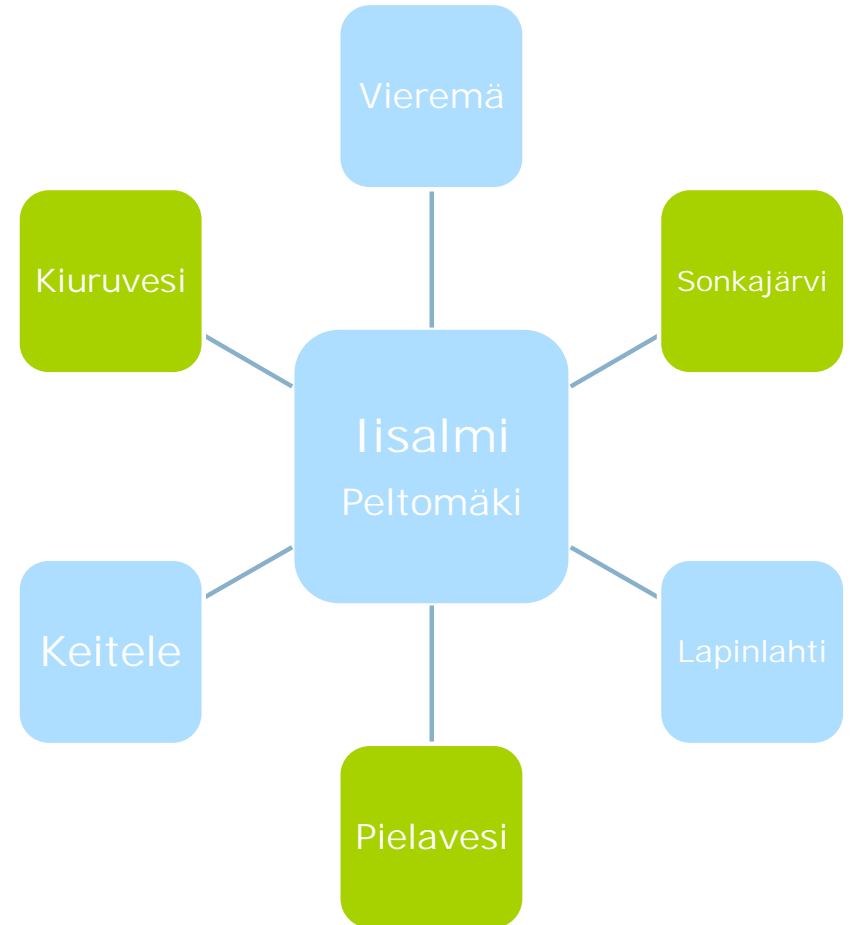 Vieremä
Kiuruvesi
Sonkajärvi
Iisalmi
Peltomäki
Keitele
Lapinlahti
Pielavesi